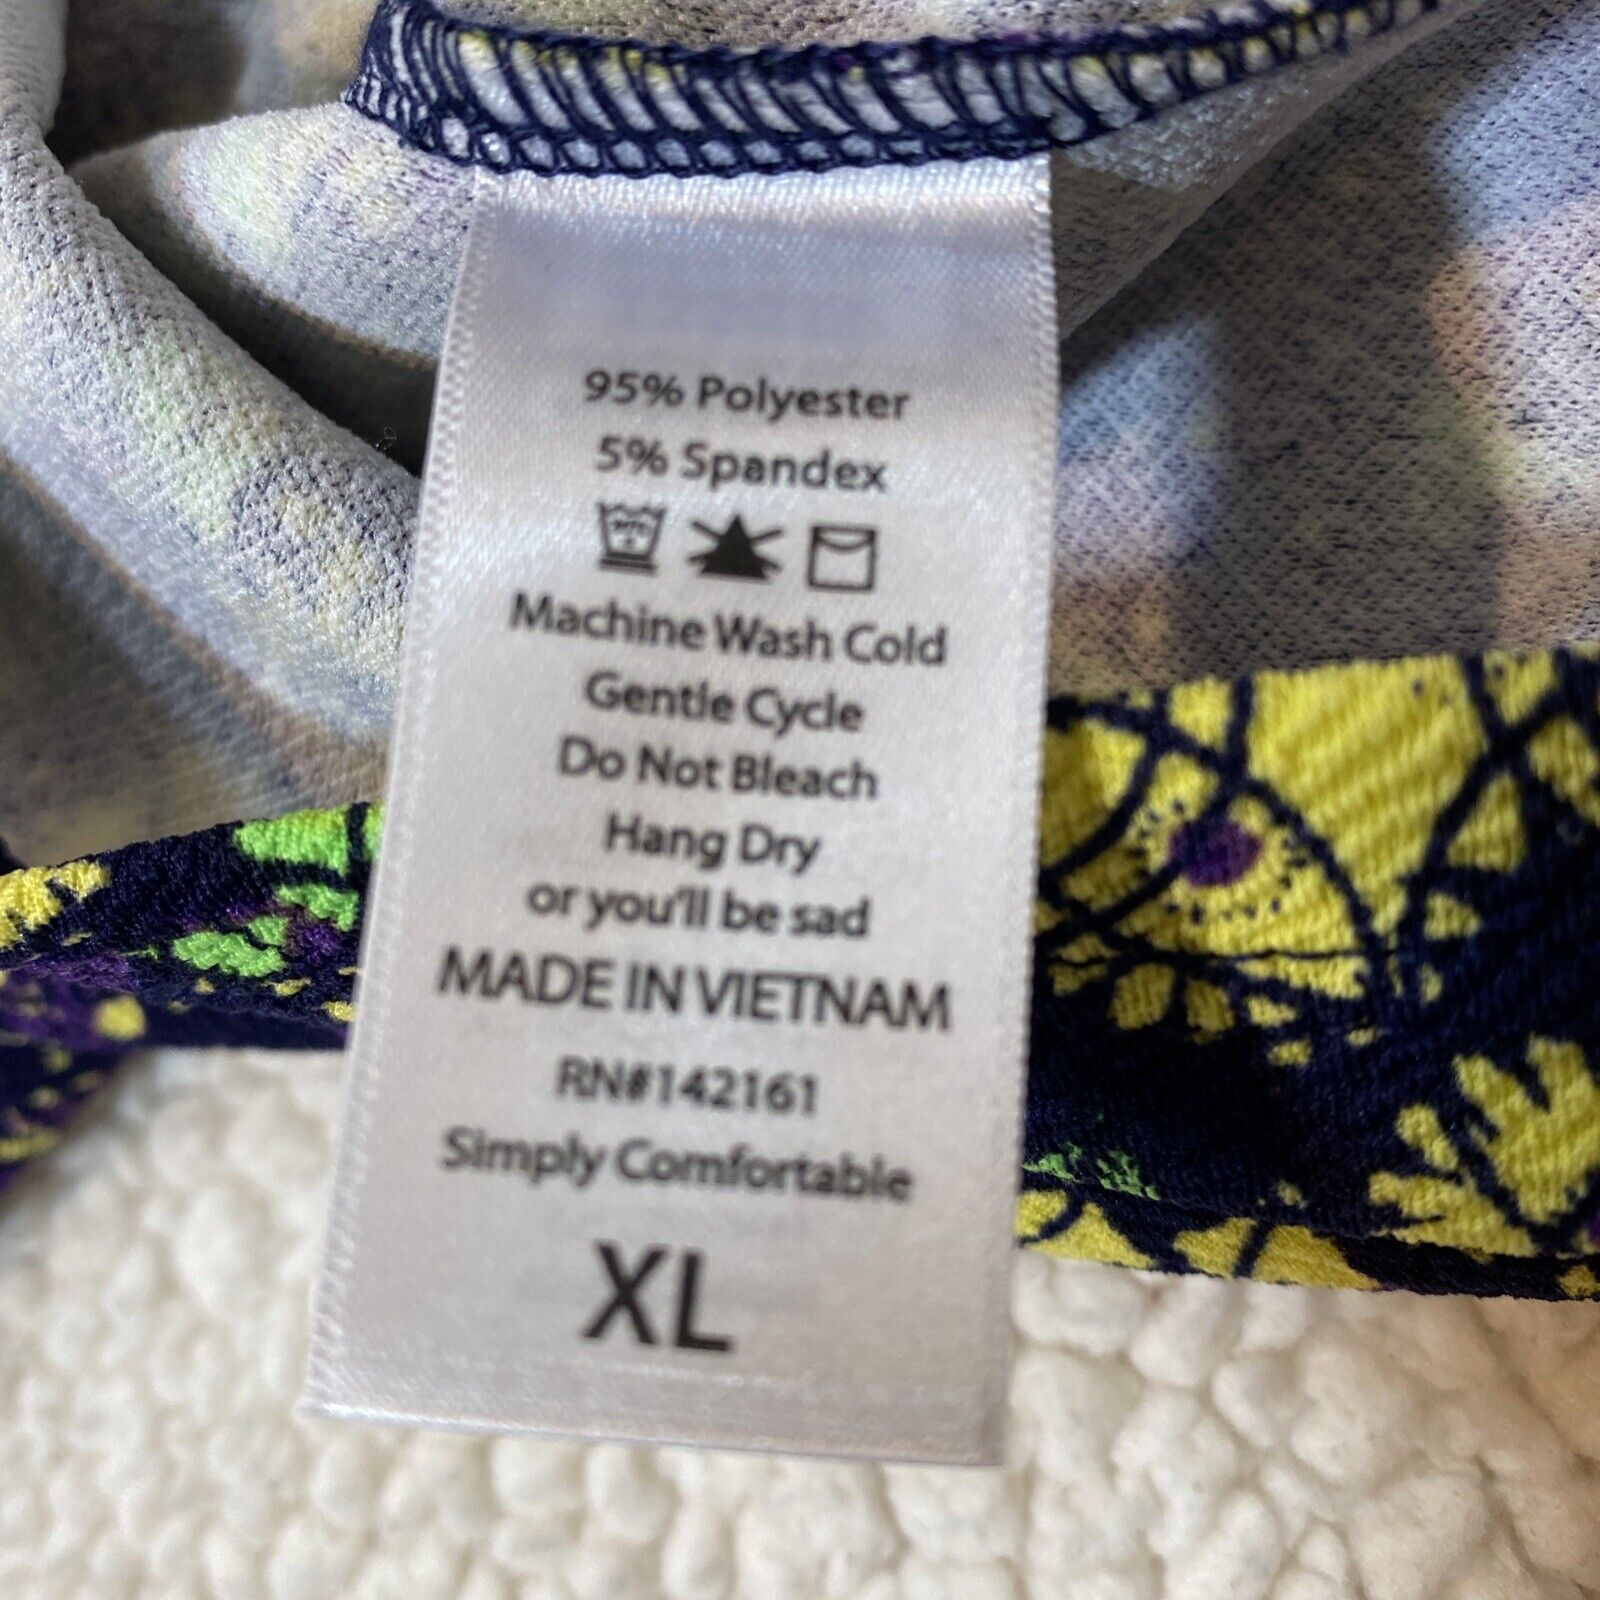 95% Polyester
5% Spandex
Machine Wash Cold
Gentle Cycle
Do Not Bleach
Hang Dry
or you'll be sad
MADE IN VIETNAM
RN#142161
Simply Comfortable
XL